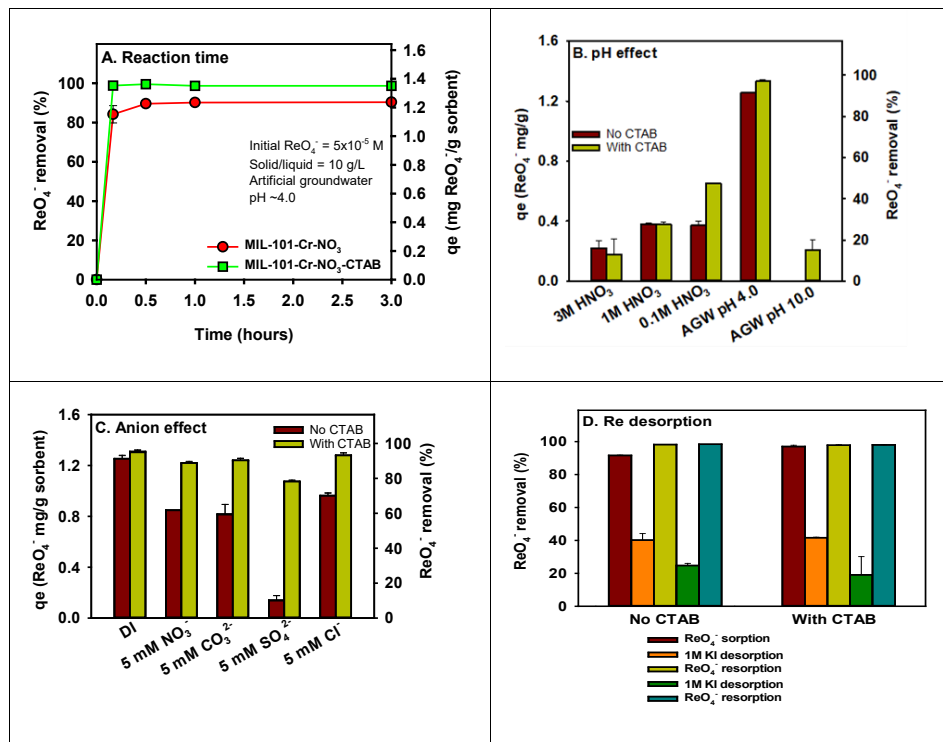 A. Reaction time
ReO₄⁻ removal (%)
100
80
60
40
20
0
1.6
1.4
1.2
1.0
0.8
0.6
0.4
0.2
0.0
qe (mg ReO₄⁻/g sorbent)
Initial ReO₄⁻ = 5x10⁻⁵ M
Solid/liquid = 10 g/L
Artificial groundwater
pH ~4.0
MIL-101-Cr-NO₃
MIL-101-Cr-NO₃-CTAB
0.0 0.5 1.0 1.5 2.0 2.5 3.0
Time (hours)
B. pH effect
qe (ReO₄⁻ mg/g)
1.6
1.2
0.8
0.4
0.0
No CTAB
With CTAB
100
80
60
40
20
0
ReO₄⁻ removal (%)
3M HNO₃
1M HNO₃
0.1M HNO₃
AGW pH 4.0
AGW pH 10.0
C. Anion effect
qe (ReO₄⁻ mg/g sorbent)
1.6
1.2
0.8
0.4
0.0
No CTAB
With CTAB
100
80
60
40
20
0
ReO₄⁻ removal (%)
DI
5 mM NO₃⁻
5 mM CO₃²⁻
5 mM SO₄²⁻
5 mM Cl⁻
D. Re desorption
ReO₄⁻ removal (%)
100
80
60
40
20
0
No CTAB
With CTAB
ReO₄⁻ sorption
1M KI desorption
ReO₄⁻ resorption
1M KI desorption
ReO₄⁻ resorption